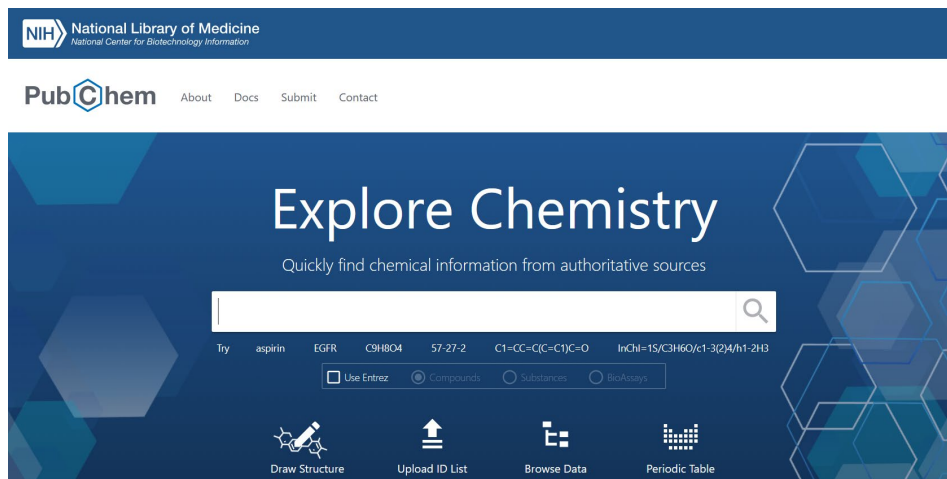 NIH National Library of Medicine
National Center for Biotechnology Information
PubChem About Docs Submit Contact
Explore Chemistry
Quickly find chemical information from authoritative sources
Try aspirin EGFR C9H8O4 57-27-2 C1=CC=C(C=C1)C=O InChI=1S/C3H6O/c1-3(2)4/h1-2H3
Use Entrez Compounds Substances BioAssays
Draw Structure Upload ID List Browse Data Periodic Table